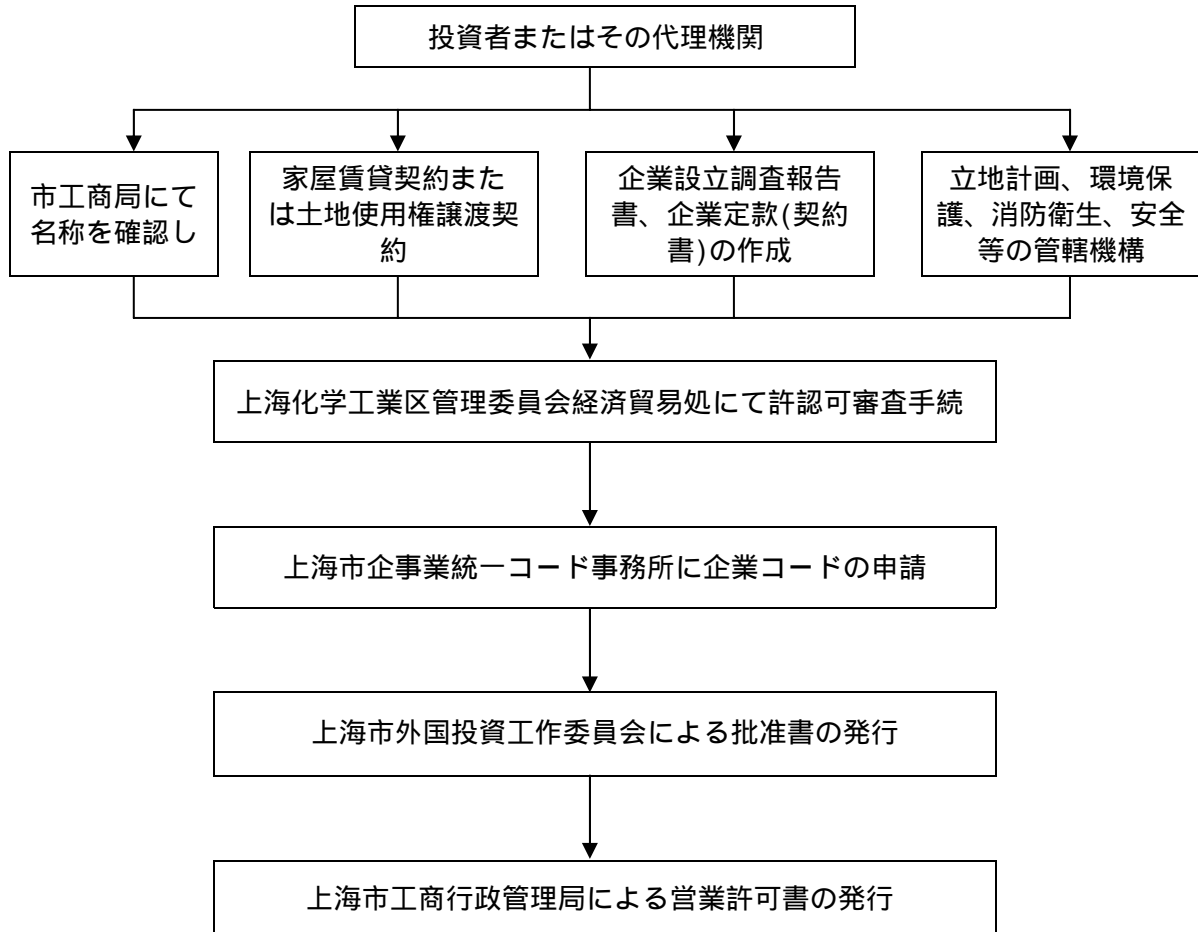 投資者またはその代理機関
市工商局にて
名称を確認し
家屋賃貸契約また
は土地使用権譲渡契
約
企業設立調査報告
書、企業定款(契約
書)の作成
立地計画、環境保
護、消防衛生、安全
等の管轄機構
上海化学工業区管理委員会経済貿易処にて許認可審査手続
上海市企事業統一コード事務所に企業コードの申請
上海市外国投資工作委員会による批准書の発行
上海市工商行政管理局による営業許可書の発行